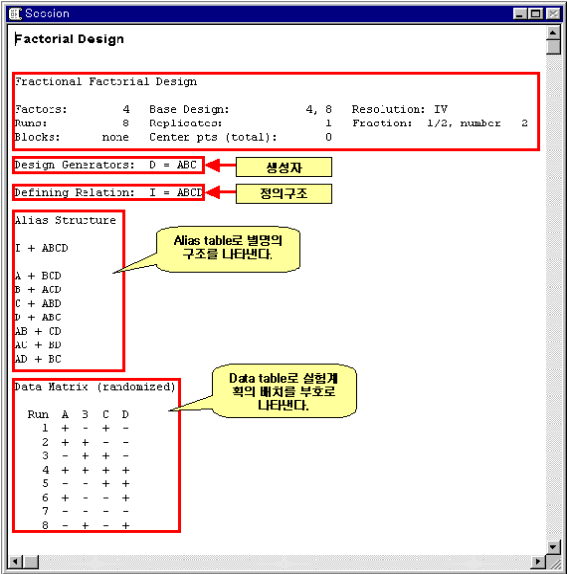 Session
Factorial Design
Fractional Factorial Design
Factors: 4 Base Design: 4, 8 Resolution: IV
Runs: 8 Replicates: 1 Fraction: 1/2, number 2
Blocks: none Center pts (total): 0
Design Generators: D = ABC
생성자
Defining Relation: I = ABCD
정의구조
Alias Structure
I + ABCD
Alias table로 별명의
구조를 나타낸다.
A + BCD
B + ACD
C + ABD
D + ABC
AB + CD
AC + BD
AD + BC
Data Matrix (randomized)
Data table로 실험계
획의 배치를 부호로
나타낸다.
Run A B C D
1 + - + -
2 + + - -
3 - + + -
4 + + + +
5 - - + +
6 + - - +
7 - - - -
8 - + - +